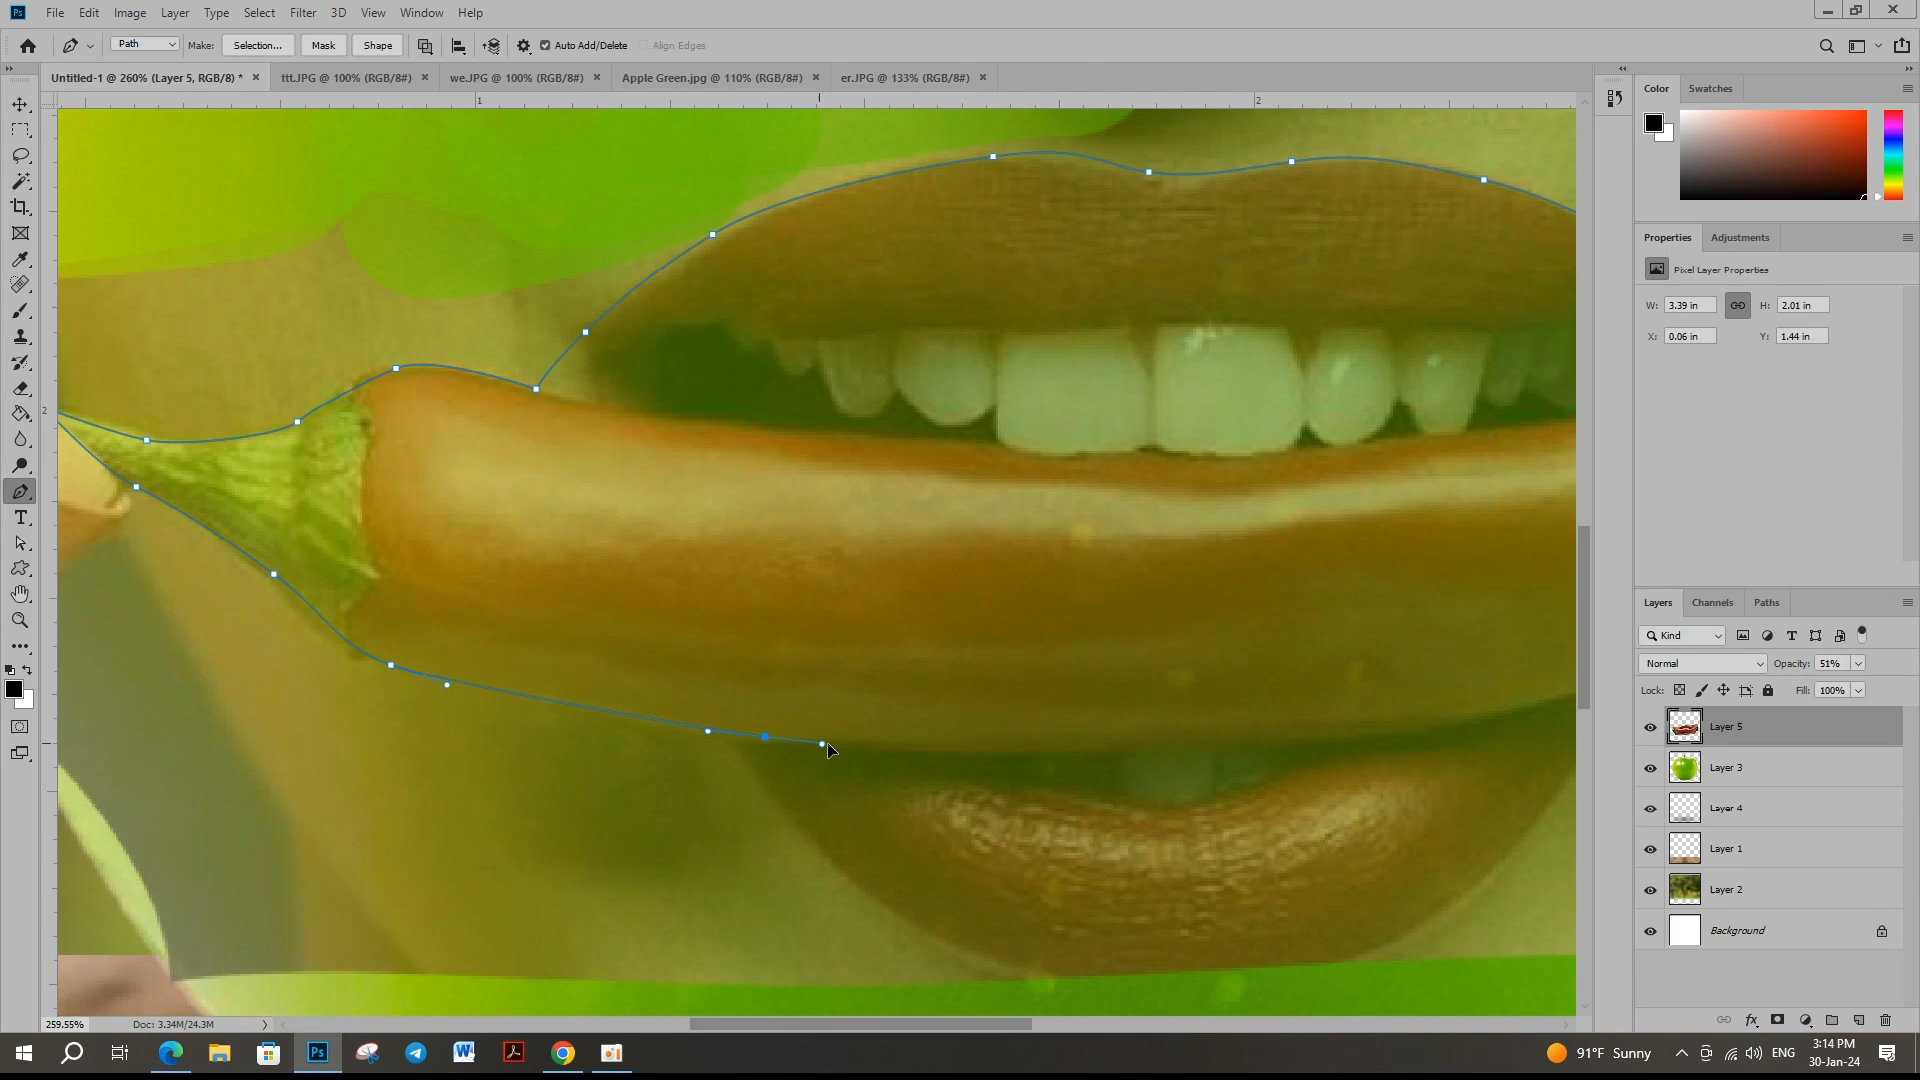 Ps File Edit Image Layer Type Select Filter 3D View Window Help
Path Make: Selection... Mask Shape Auto Add/Delete Align Edges
Untitled-1 @ 260% (Layer 5, RGB/8) * ttt.JPG @ 100% (RGB/8#) we.JPG @ 100% (RGB/8#) Apple Green.jpg @ 110% (RGB/8#) er.JPG @ 133% (RGB/8#)
1 2
2
Color Swatches
Properties Adjustments
Pixel Layer Properties
W: 3.39 in H: 2.01 in
X: 0.06 in Y: 1.44 in
Layers Channels Paths
Kind
Normal Opacity: 51%
Lock: Fill: 100%
Layer 5
Layer 3
Layer 4
Layer 1
Layer 2
Background
259.55% Doc: 3.34M/24.3M
91°F Sunny ENG 3:14 PM
30-Jan-24